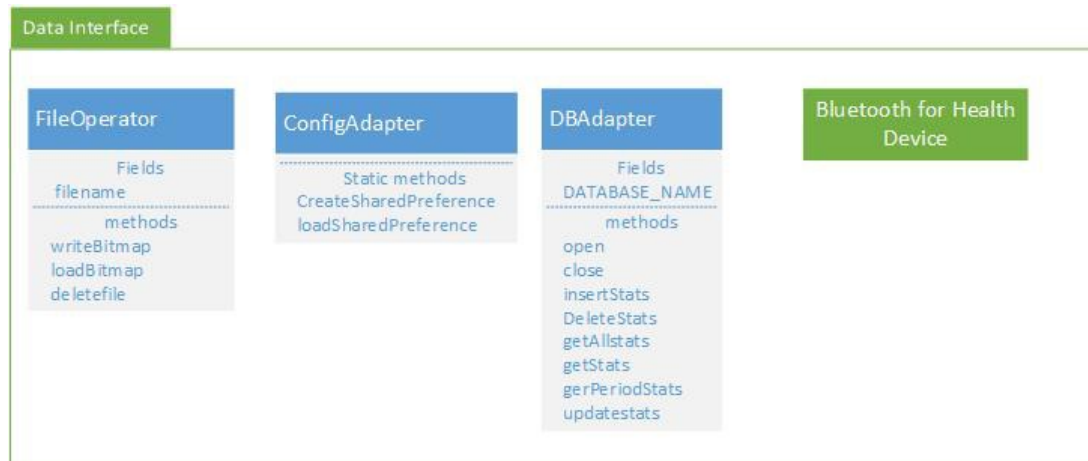 Data Interface
FileOperator
Fields
filename
methods
writeBitmap
loadBitmap
deletefile
ConfigAdapter
Static methods
CreateSharedPreference
loadSharedPreference
DBAdapter
Fields
DATABASE_NAME
methods
open
close
insertStats
DeleteStats
getAllstats
getStats
gerPeriodStats
updatestats
Bluetooth for Health
Device